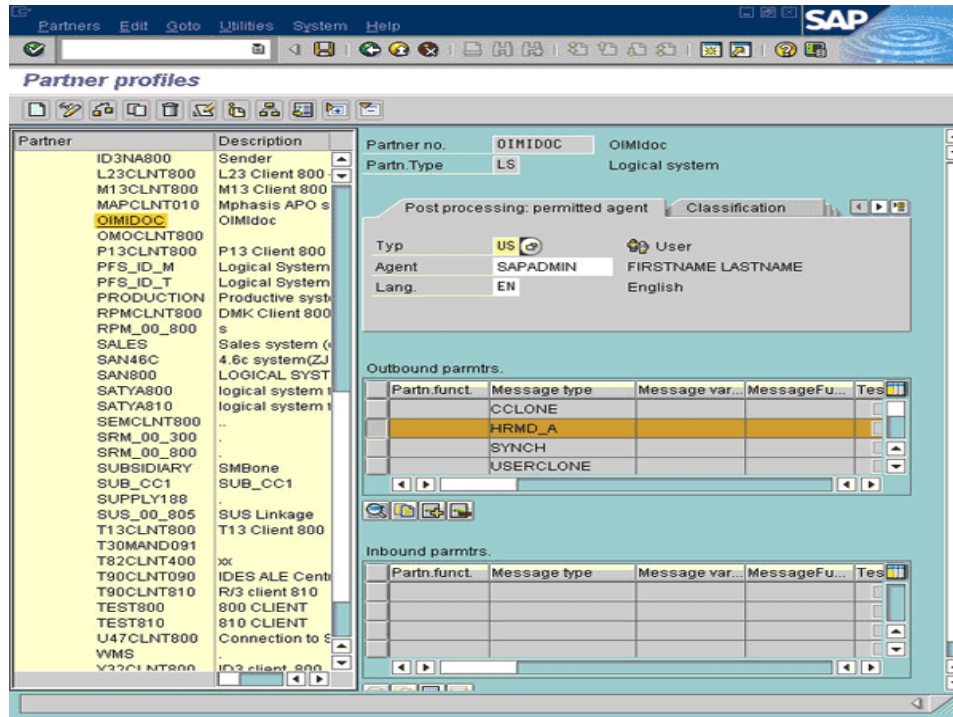 Partners Edit Goto Utilities System Help
SAP
Partner profiles
Partner Description
ID3NA800 Sender
L23CLNT800 L23 Client 800 -
M13CLNT800 M13 Client 800
MAPCLNT010 Mphasis APO s
OIMIDOC OIMIdoc
OMOCLNT800
P13CLNT800 P13 Client 800
PFS_ID_M Logical System
PFS_ID_T Logical System
PRODUCTION Productive syst
RPMCLNT800 DMK Client 800
RPM_00_800 s
SALES Sales system (
SAN46C 4.6c system(ZJ
SAN800 LOGICAL SYST
SATYA800 logical system
SATYA810 logical system
SEMCLNT800 ..
SRM_00_300 .
SRM_00_800 .
SUBSIDIARY SMBone
SUB_CC1 SUB_CC1
SUPPLY188 .
SUS_00_805 SUS Linkage
T13CLNT800 T13 Client 800
T30MAND091
T82CLNT400 xx
T90CLNT090 IDES ALE Cent
T90CLNT810 R/3 client 810
TEST800 800 CLIENT
TEST810 810 CLIENT
U47CLNT800 Connection to S
WMS .
ID3 client 800
Partner no. OIMIDOC OIMIdoc
Partn.Type LS Logical system
Post processing: permitted agent Classification
Typ US User
Agent SAPADMIN FIRSTNAME LASTNAME
Lang. EN English
Outbound parmtrs.
Partn.funct. Message type Message var... MessageFu... Tes
CCLONE
HRMD_A
SYNCH
USERCLONE
Inbound parmtrs.
Partn.funct. Message type Message var... MessageFu... Tes